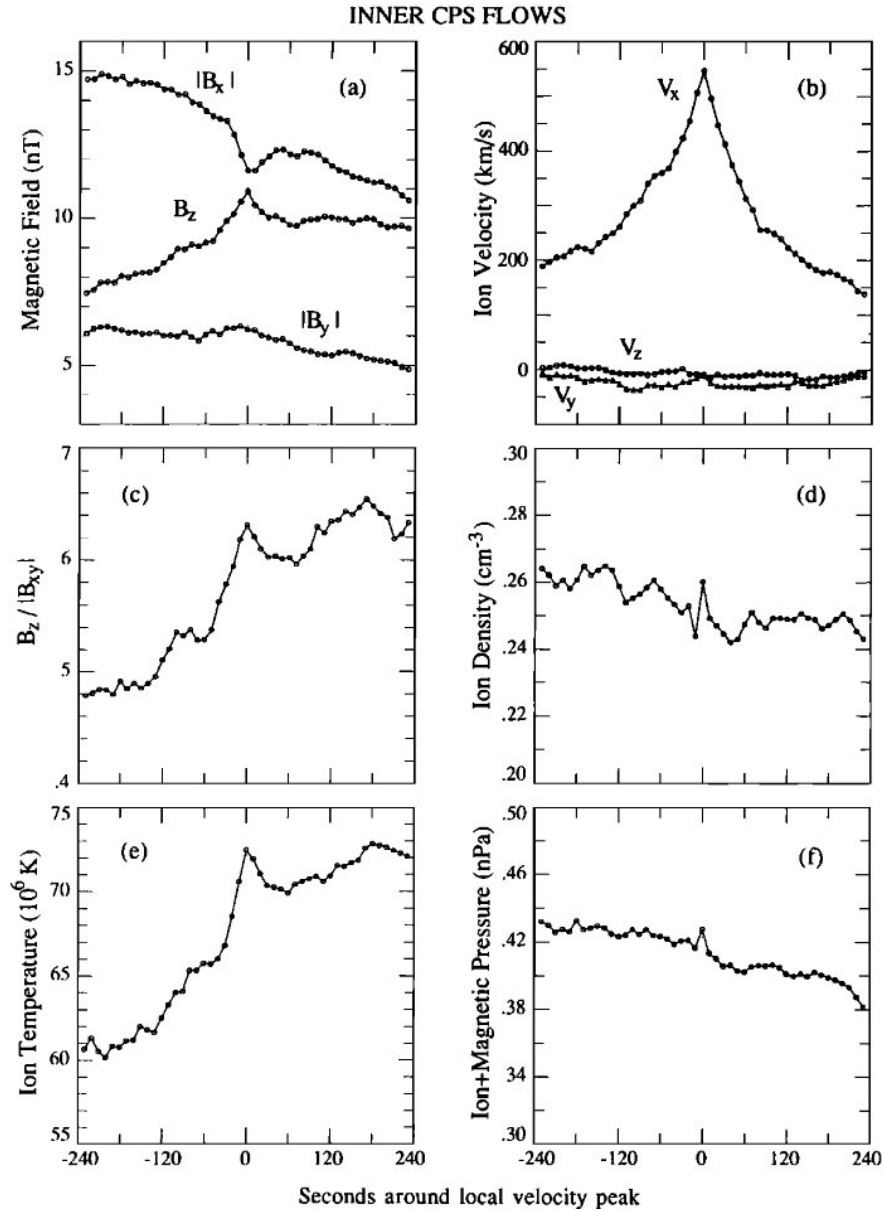 INNER CPS FLOWS
15
10
5
Magnetic Field (nT)
|Bx|
(a)
Bz
|By|
600
400
200
0
Ion Velocity (km/s)
Vx
(b)
Vz
Vy
7
6
5
.4
Bz / |Bxy|
(c)
.30
.28
.26
.24
.22
.20
Ion Density (cm-3)
(d)
75
70
65
60
55
Ion Temperature (10^6 K)
(e)
.50
.46
.42
.38
.34
.30
Ion+Magnetic Pressure (nPa)
(f)
-240
-120
0
120
240
-240
-120
0
120
240
Seconds around local velocity peak